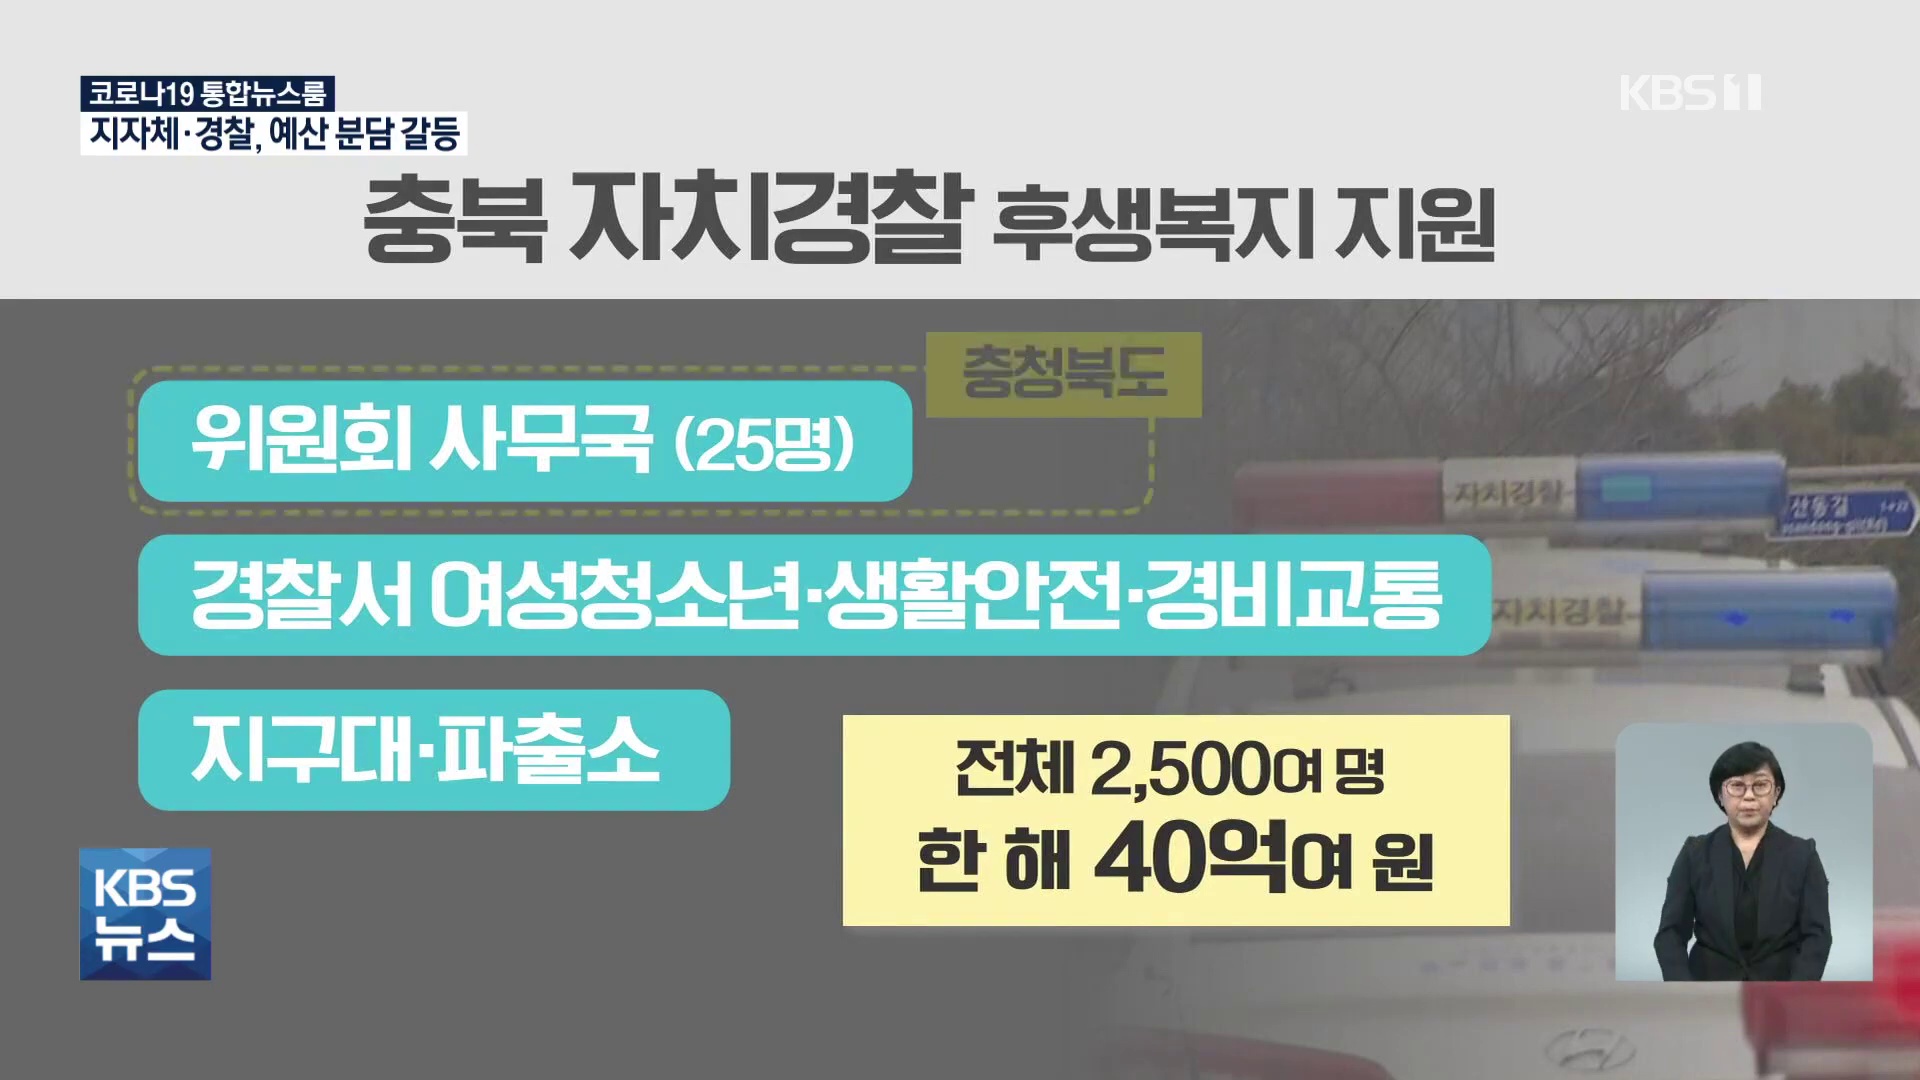 코로나19 통합뉴스룸
KBS 1
지자체·경찰, 예산 분담 갈등
충북 자치경찰 후생복지 지원
충청북도
위원회 사무국 (25명)
자치경찰
산동길
경찰서 여성청소년·생활안전·경비교통
자치경찰
지구대·파출소
전체 2,500여 명
한 해 40억여 원
KBS
뉴스